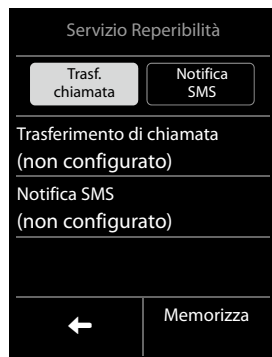 Servizio Reperibilità
Trasf.
chiamata
Notifica
SMS
Trasferimento di chiamata
(non configurato)
Notifica SMS
(non configurato)
Memorizza